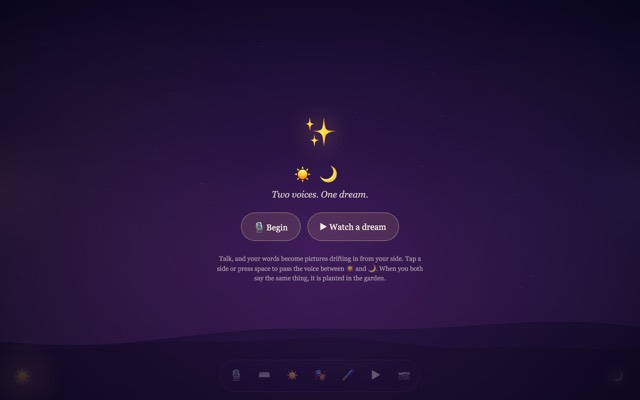 Two voices. One dream.
Begin
Watch a dream
Talk, and your words become pictures drifting in from your side. Tap a
side or press space to pass the voice between ☀️ and 🌙. When you both
say the same thing, it is planted in the garden.